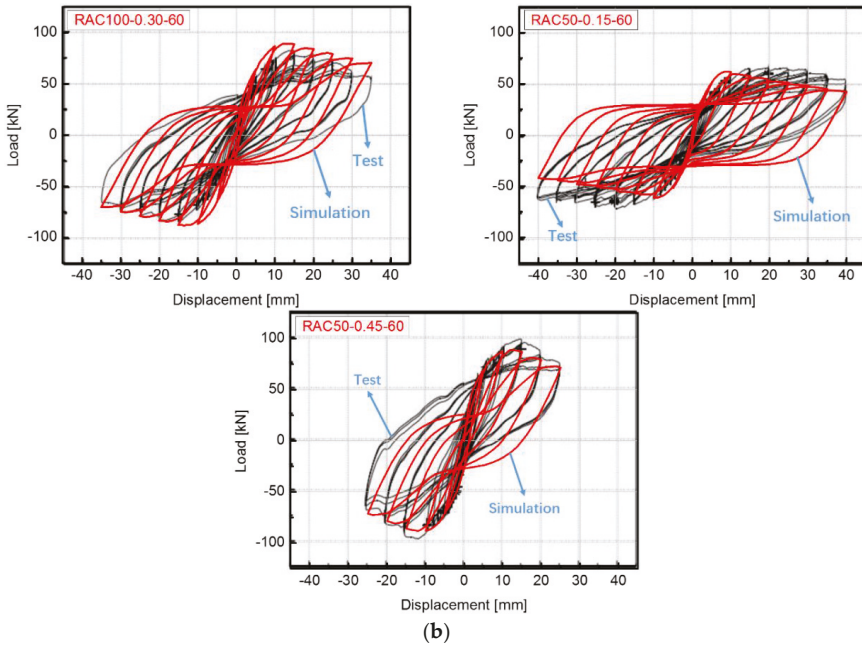 RAC100-0.30-60
100
50
0
-50
-100
Load [kN]
Test
Simulation
-40 -30 -20 -10 0 10 20 30 40
Displacement [mm]
RAC50-0.15-60
100
50
0
-50
-100
Load [kN]
Test
Simulation
-40 -30 -20 -10 0 10 20 30 40
Displacement [mm]
RAC50-0.45-60
100
50
0
-50
-100
Load [kN]
Test
Simulation
-40 -30 -20 -10 0 10 20 30 40
Displacement [mm]
(b)